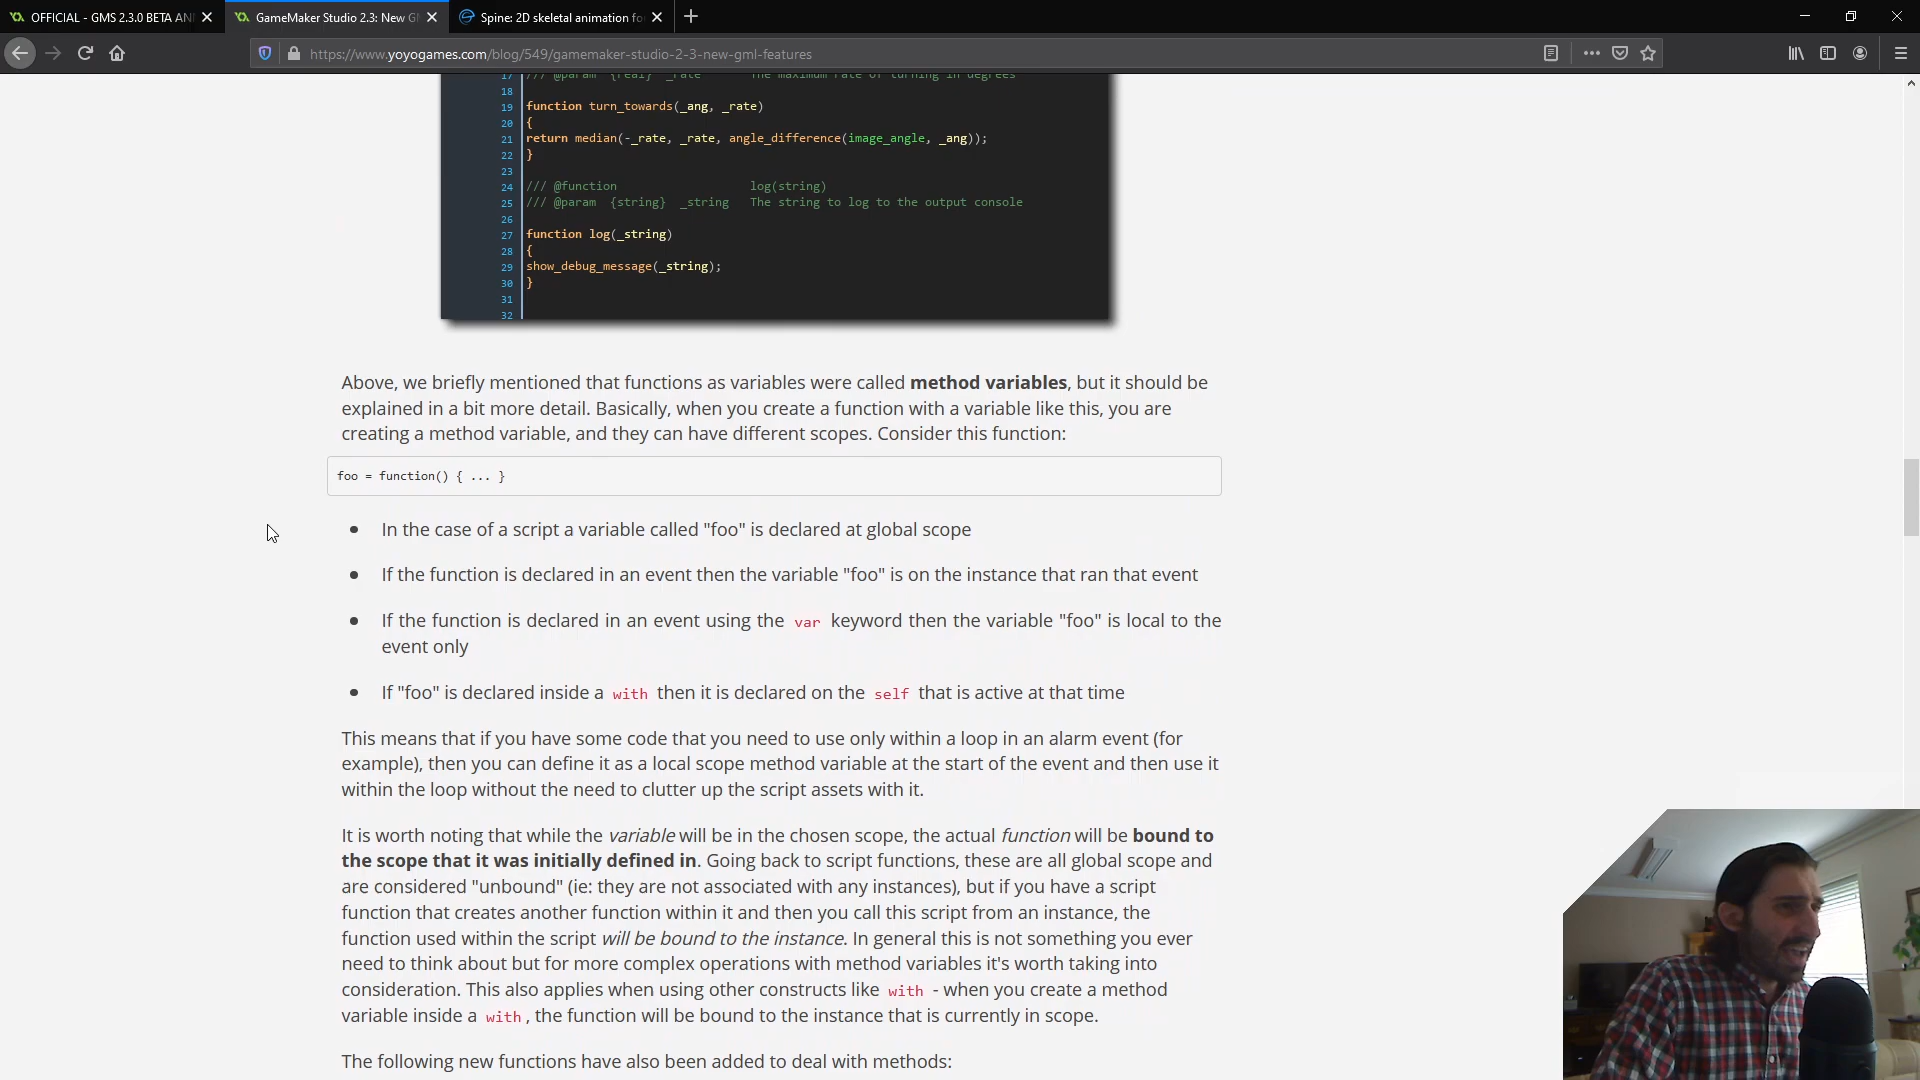 OFFICIAL - GMS 2.3.0 BETA AN
GameMaker Studio 2.3: New G
Spine: 2D skeletal animation fo
https://www.yoyogames.com/blog/549/gamemaker-studio-2-3-new-gml-features
17 /// @param {real} _rate The maximum rate of turning in degrees
18
19 function turn_towards(_ang, _rate)
20 {
21 return median(-_rate, _rate, angle_difference(image_angle, _ang));
22 }
23
24 /// @function log(string)
25 /// @param {string} _string The string to log to the output console
26
27 function log(_string)
28 {
29 show_debug_message(_string);
30 }
31
32
Above, we briefly mentioned that functions as variables were called method variables, but it should be
explained in a bit more detail. Basically, when you create a function with a variable like this, you are
creating a method variable, and they can have different scopes. Consider this function:
foo = function() { ... }
• In the case of a script a variable called "foo" is declared at global scope
• If the function is declared in an event then the variable "foo" is on the instance that ran that event
• If the function is declared in an event using the var keyword then the variable "foo" is local to the
event only
• If "foo" is declared inside a with then it is declared on the self that is active at that time
This means that if you have some code that you need to use only within a loop in an alarm event (for
example), then you can define it as a local scope method variable at the start of the event and then use it
within the loop without the need to clutter up the script assets with it.
It is worth noting that while the variable will be in the chosen scope, the actual function will be bound to
the scope that it was initially defined in. Going back to script functions, these are all global scope and
are considered "unbound" (ie: they are not associated with any instances), but if you have a script
function that creates another function within it and then you call this script from an instance, the
function used within the script will be bound to the instance. In general this is not something you ever
need to think about but for more complex operations with method variables it's worth taking into
consideration. This also applies when using other constructs like with - when you create a method
variable inside a with, the function will be bound to the instance that is currently in scope.
The following new functions have also been added to deal with methods: